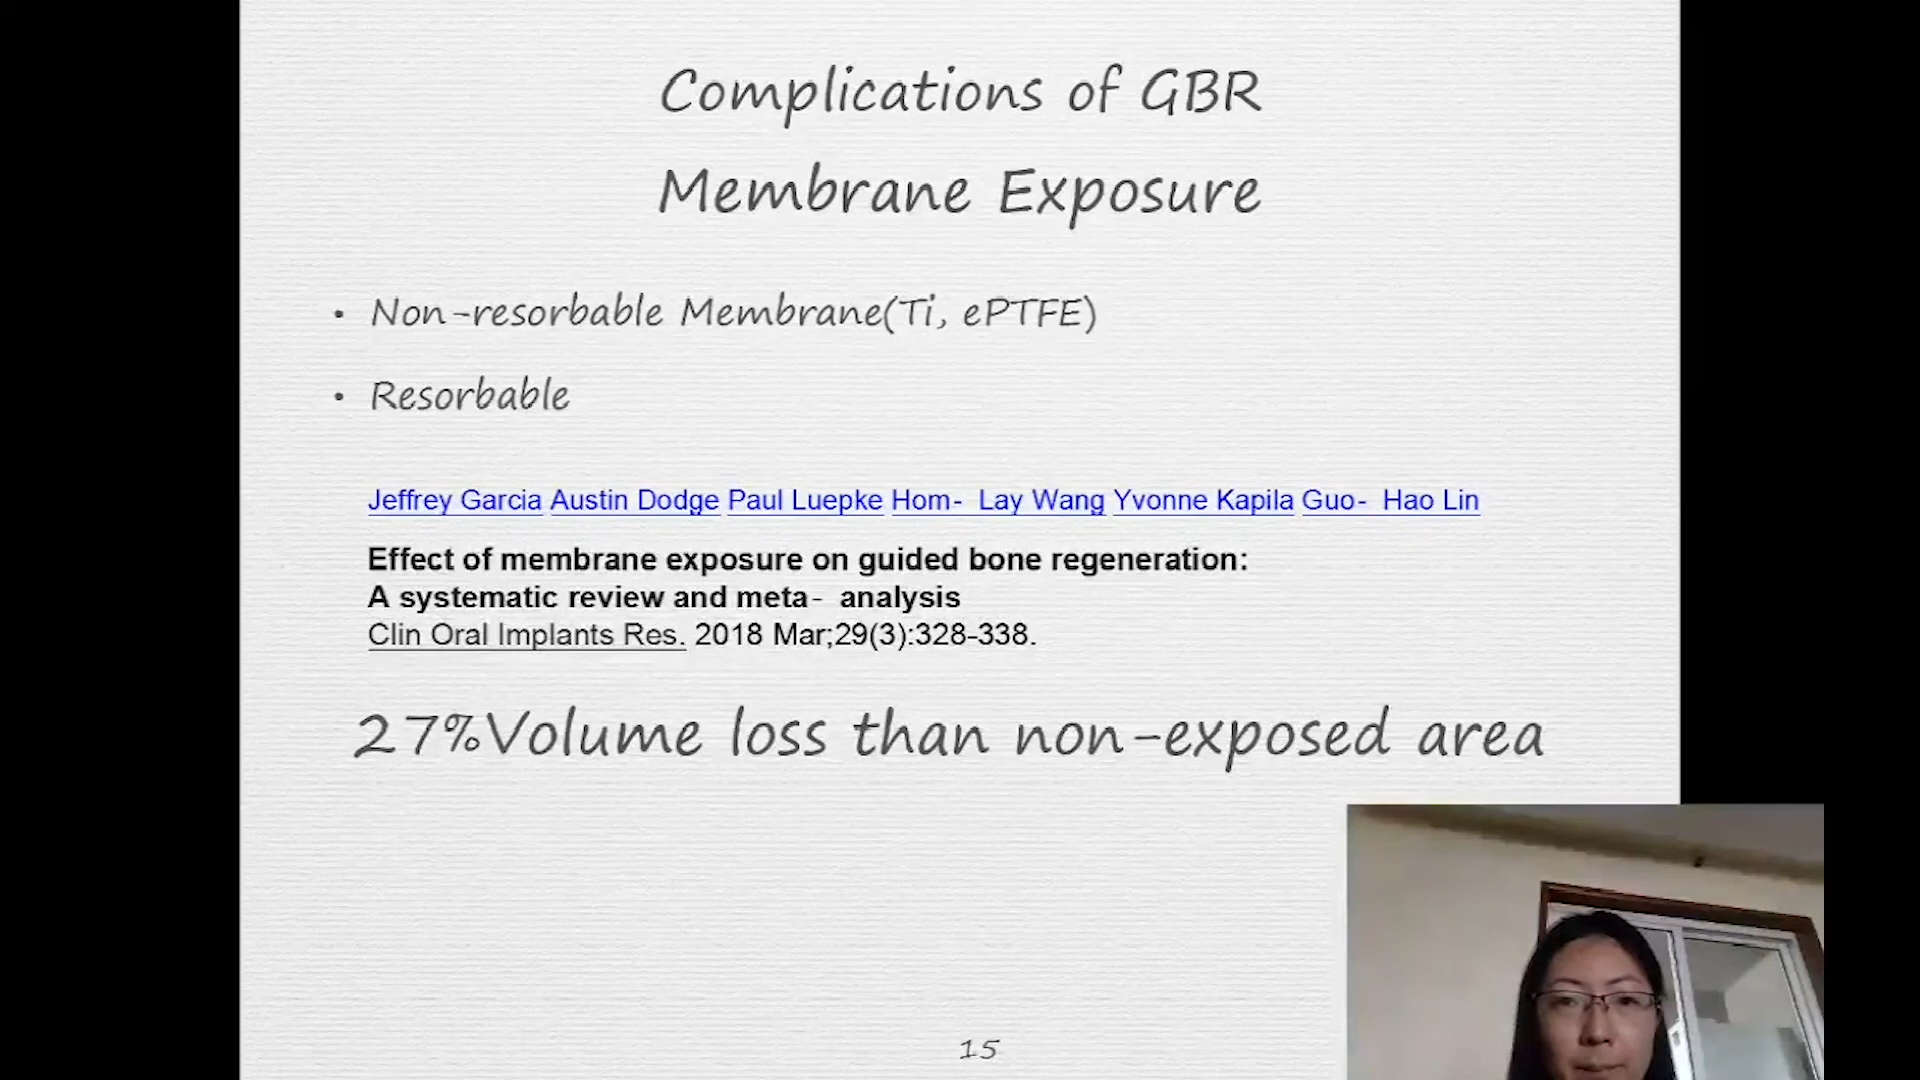 Complications of GBR
Membrane Exposure
• Non-resorbable Membrane(Ti, ePTFE)
• Resorbable
Jeffrey Garcia Austin Dodge Paul Luepke Hom- Lay Wang Yvonne Kapila Guo- Hao Lin
Effect of membrane exposure on guided bone regeneration:
A systematic review and meta- analysis
Clin Oral Implants Res. 2018 Mar;29(3):328-338.
27%Volume loss than non-exposed area
15